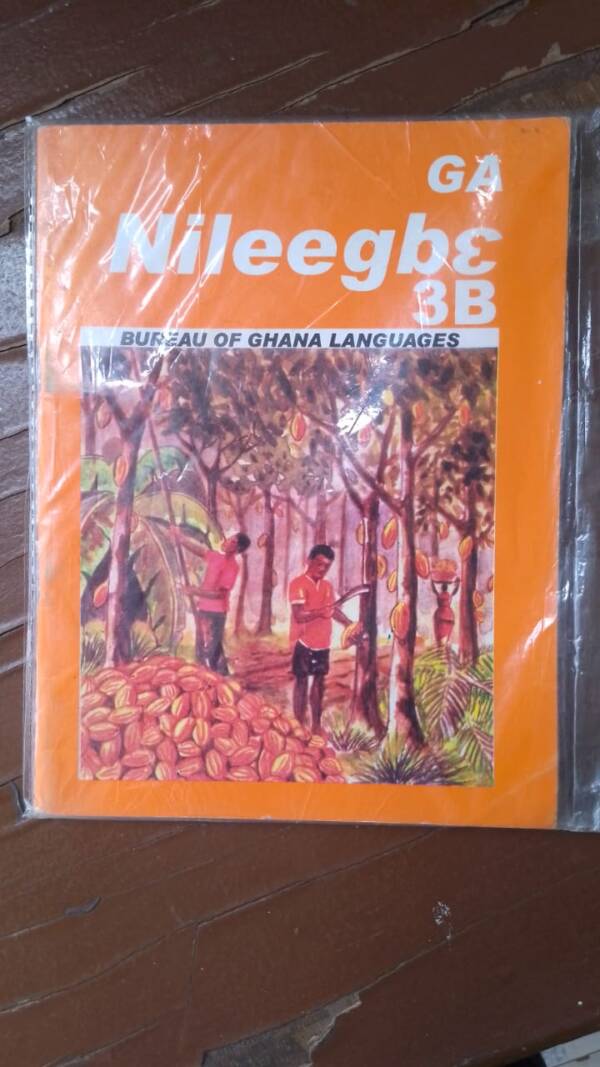 GA
Nileegbɛ
3B
BUREAU OF GHANA LANGUAGES